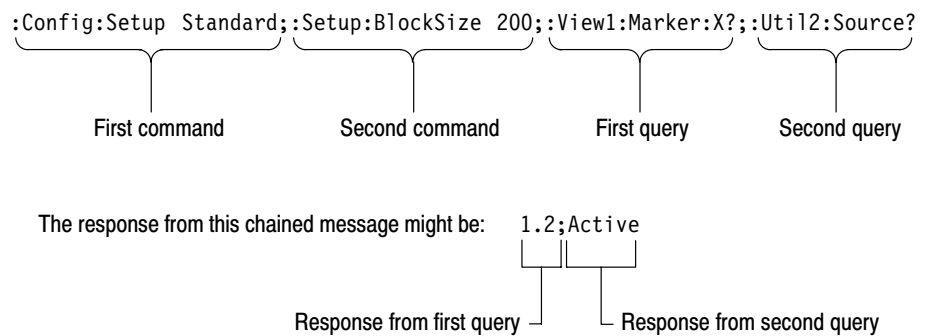 :Config:Setup Standard;:Setup:BlockSize 200;:View1:Marker:X?;:Util2:Source?
First command Second command First query Second query
The response from this chained message might be: 1.2;Active
Response from first query Response from second query